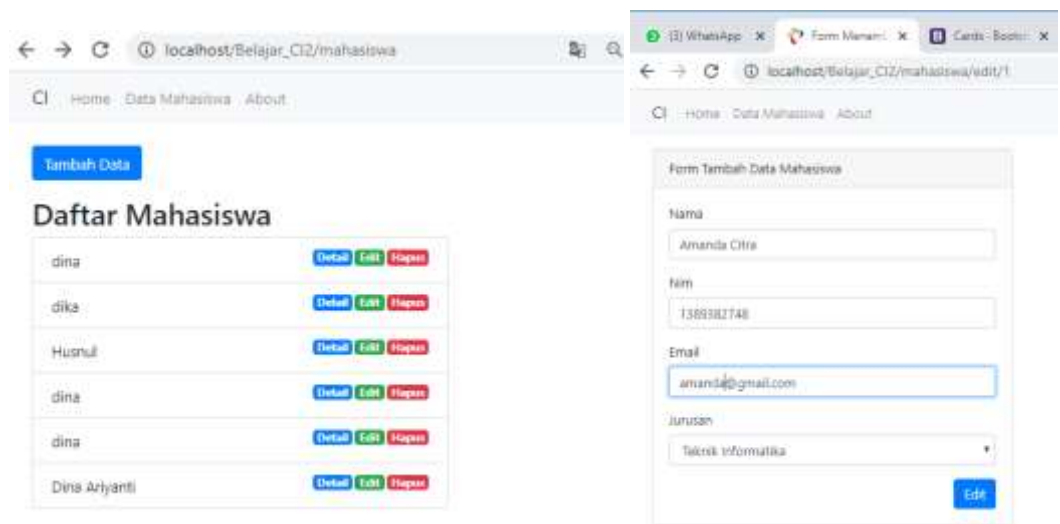 localhost/Belajar_CI2/mahasiswa
CI Home Data Mahasiswa About
Tambah Data
Daftar Mahasiswa
dina Detail Edit Hapus
dika Detail Edit Hapus
Husnul Detail Edit Hapus
dina Detail Edit Hapus
dina Detail Edit Hapus
Dina Ariyanti Detail Edit Hapus
(3) WhatsApp Form Cards Bootst
localhost/Belajar_CI2/mahasiswa/edit/1
CI Home Data Mahasiswa About
Form Tambah Data Mahasiswa
Nama
Amanda Citra
Nim
1389382748
Email
amanda@gmail.com
Jurusan
Teknik Informatika
Edit